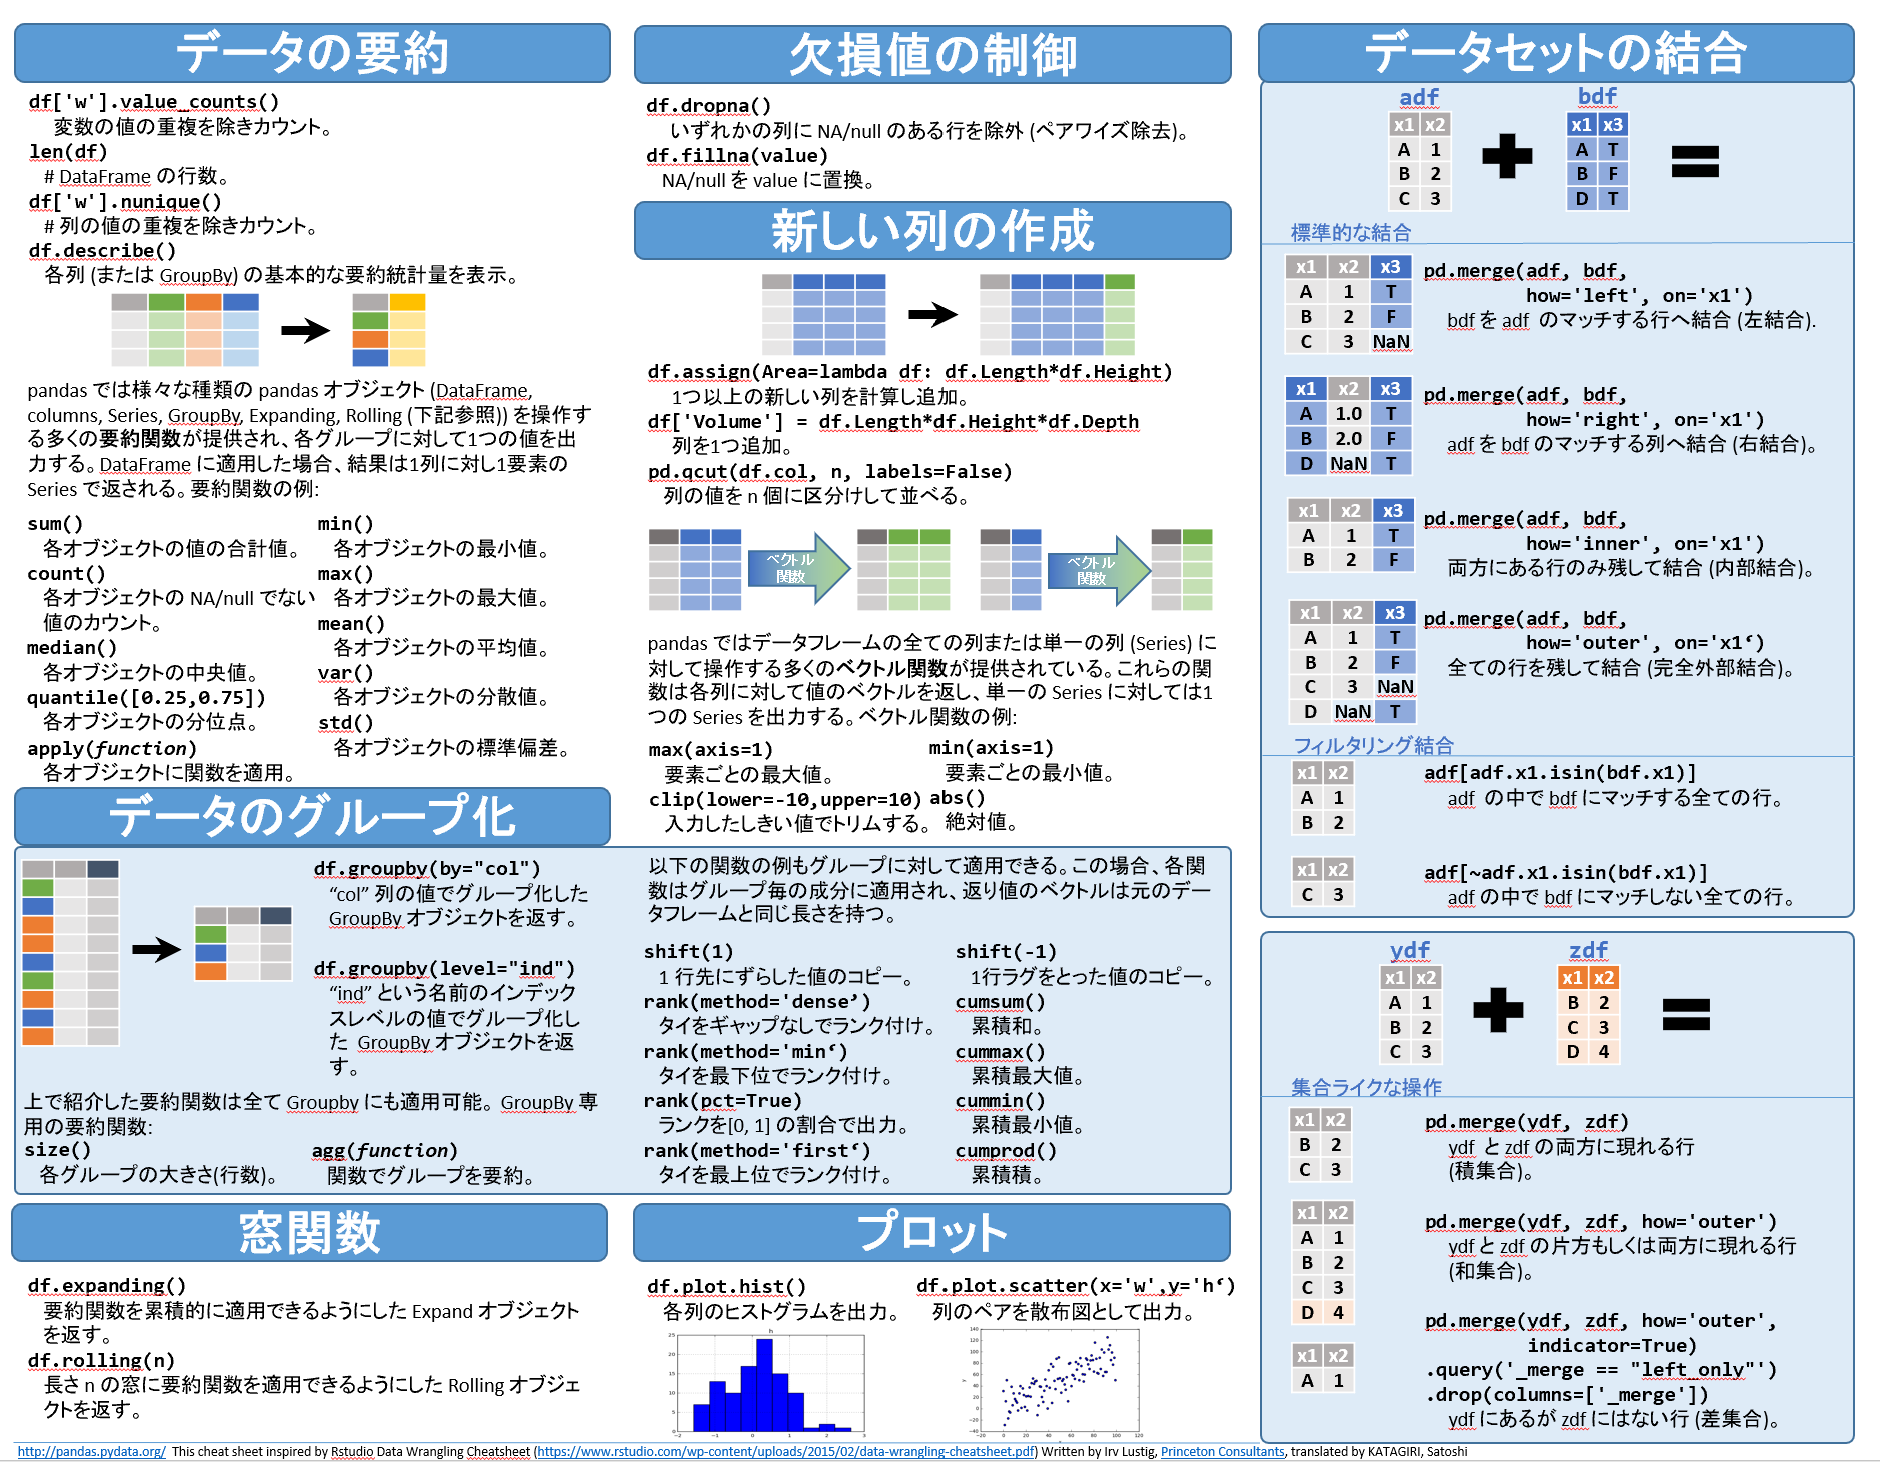 データの要約
df['w'].value_counts()
変数の値の重複を除きカウント。
len(df)
# DataFrame の行数。
df['w'].nunique()
# 列の値の重複を除きカウント。
df.describe()
各列 (または GroupBy) の基本的な要約統計量を表示。
pandas では様々な種類の pandas オブジェクト (DataFrame,
columns, Series, GroupBy, Expanding, Rolling (下記参照)) を操作す
る多くの要約関数が提供され、各グループに対して1つの値を出
力する。DataFrame に適用した場合、結果は1列に対し1要素の
Series で返される。要約関数の例:
sum()
各オブジェクトの値の合計値。
count()
各オブジェクトの NA/null でない
値のカウント。
median()
各オブジェクトの中央値。
quantile([0.25,0.75])
各オブジェクトの分位点。
apply(function)
各オブジェクトに関数を適用。
min()
各オブジェクトの最小値。
max()
各オブジェクトの最大値。
mean()
各オブジェクトの平均値。
var()
各オブジェクトの分散値。
std()
各オブジェクトの標準偏差。
欠損値の制御
df.dropna()
いずれかの列に NA/null のある行を除外 (ペアワイズ除去)。
df.fillna(value)
NA/null を value に置換。
新しい列の作成
df.assign(Area=lambda df: df.Length*df.Height)
1つ以上の新しい列を計算し追加。
df['Volume'] = df.Length*df.Height*df.Depth
列を1つ追加。
pd.qcut(df.col, n, labels=False)
列の値を n 個に区分けして並べる。
ベクトル
関数
ベクトル
関数
pandas ではデータフレームの全ての列または単一の列 (Series) に
対して操作する多くのベクトル関数が提供されている。これらの関
数は各列に対して値のベクトルを返し、単一の Series に対しては1
つの Series を出力する。ベクトル関数の例:
max(axis=1)
要素ごとの最大値。
clip(lower=-10,upper=10)
入力したしきい値でトリムする。
min(axis=1)
要素ごとの最小値。
abs()
絶対値。
データのグループ化
df.groupby(by="col")
“col” 列の値でグループ化した
GroupBy オブジェクトを返す。
df.groupby(level="ind")
“ind” という名前のインデック
スレベルの値でグループ化し
た GroupBy オブジェクトを返
す。
上で紹介した要約関数は全て Groupby にも適用可能。 GroupBy 専
用の要約関数:
size()
各グループの大きさ(行数)。
agg(function)
関数でグループを要約。
以下の関数の例もグループに対して適用できる。この場合、各関
数はグループ毎の成分に適用され、返り値のベクトルは元のデー
タフレームと同じ長さを持つ。
shift(1)
1 行先にずらした値のコピー。
rank(method='dense’)
タイをギャップなしでランク付け。
rank(method='min‘)
タイを最下位でランク付け。
rank(pct=True)
ランクを[0, 1] の割合で出力。
rank(method='first‘)
タイを最上位でランク付け。
shift(-1)
1行ラグをとった値のコピー。
cumsum()
累積和。
cummax()
累積最大値。
cummin()
累積最小値。
cumprod()
累積積。
窓関数
df.expanding()
要約関数を累積的に適用できるようにした Expand オブジェクト
を返す。
df.rolling(n)
長さ n の窓に要約関数を適用できるようにした Rolling オブジェ
クトを返す。
プロット
df.plot.hist()
各列のヒストグラムを出力。
h
25
20
15
10
5
0
-2 -1 0 1 2 3
df.plot.scatter(x='w',y='h‘)
列のペアを散布図として出力。
140
120
100
80
60
40
20
0
-20
-40
-20 0 20 40 60 80 100 120
y
データセットの結合
adf
x1 x2
A 1
B 2
C 3
bdf
x1 x3
A T
B F
D T
標準的な結合
x1 x2 x3
A 1 T
B 2 F
C 3 NaN
pd.merge(adf, bdf,
how='left', on='x1')
bdf を adf のマッチする行へ結合 (左結合).
x1 x2 x3
A 1.0 T
B 2.0 F
D NaN T
pd.merge(adf, bdf,
how='right', on='x1')
adf を bdf のマッチする列へ結合 (右結合)。
x1 x2 x3
A 1 T
B 2 F
pd.merge(adf, bdf,
how='inner', on='x1')
両方にある行のみ残して結合 (内部結合)。
x1 x2 x3
A 1 T
B 2 F
C 3 NaN
D NaN T
pd.merge(adf, bdf,
how='outer', on='x1‘)
全ての行を残して結合 (完全外部結合)。
フィルタリング結合
x1 x2
A 1
B 2
adf[adf.x1.isin(bdf.x1)]
adf の中で bdf にマッチする全ての行。
x1 x2
C 3
adf[~adf.x1.isin(bdf.x1)]
adf の中で bdf にマッチしない全ての行。
ydf
x1 x2
A 1
B 2
C 3
zdf
x1 x2
B 2
C 3
D 4
集合ライクな操作
x1 x2
B 2
C 3
pd.merge(ydf, zdf)
ydf と zdf の両方に現れる行
(積集合)。
x1 x2
A 1
B 2
C 3
D 4
pd.merge(ydf, zdf, how='outer')
ydf と zdf の片方もしくは両方に現れる行
(和集合)。
x1 x2
A 1
pd.merge(ydf, zdf, how='outer',
indicator=True)
.query('_merge == "left_only"')
.drop(columns=['_merge'])
ydf にあるが zdf にはない行 (差集合)。
http://pandas.pydata.org/ This cheat sheet inspired by Rstudio Data Wrangling Cheatsheet (https://www.rstudio.com/wp-content/uploads/2015/02/data-wrangling-cheatsheet.pdf) Written by Irv Lustig, Princeton Consultants, translated by KATAGIRI, Satoshi